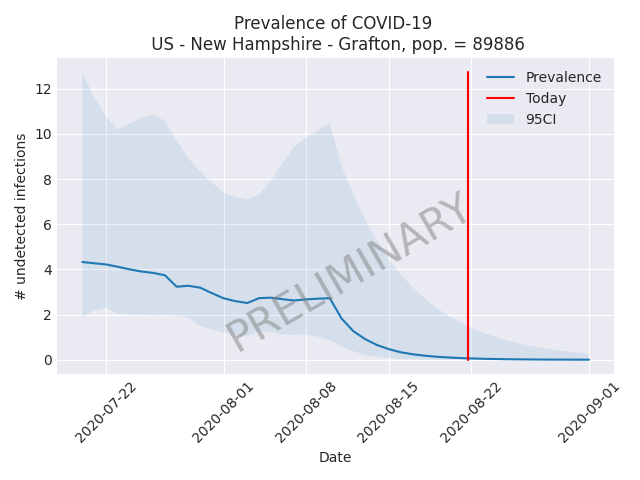 Prevalence of COVID-19
US - New Hampshire - Grafton, pop. = 89886
Prevalence
Today
95CI
PRELIMINARY
# undetected infections
12
10
8
6
4
2
0
2020-07-22
2020-08-01
2020-08-08
2020-08-15
2020-08-22
2020-09-01
Date